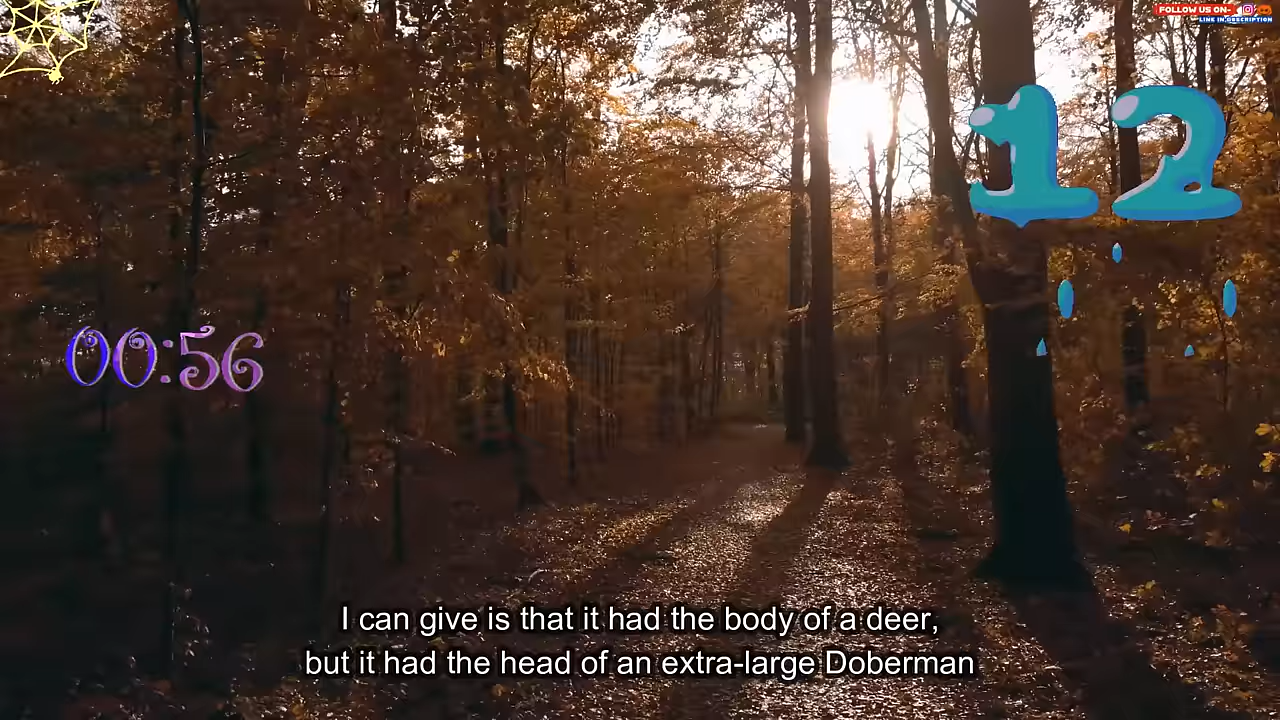 FOLLOW US ON-
LINK IN DSCRIPTION
12
00:56
I can give is that it had the body of a deer,
but it had the head of an extra-large Doberman